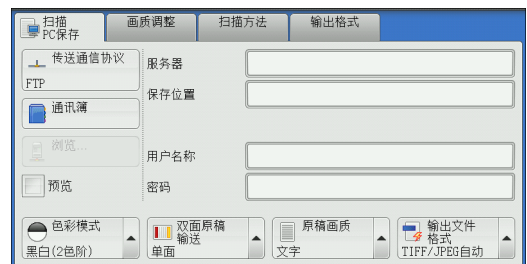 扫描
PC保存
画质调整
扫描方法
输出格式
传送通信协议
FTP
服务器
保存位置
通讯簿
浏览...
用户名称
预览
密码
色彩模式
黑白(2色阶)
双面原稿
输送
单面
原稿画质
文字
输出文件
格式
TIFF/JPEG自动